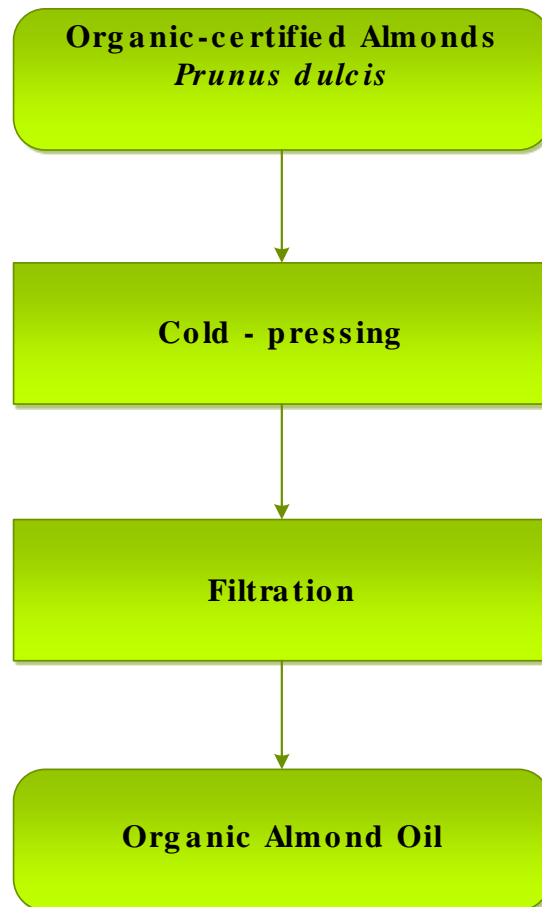 Organic-certified Almonds
Prunus dulcis
Cold - pressing
Filtration
Organic Almond Oil